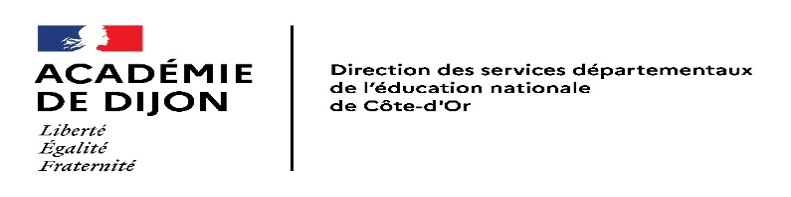 ACADÉMIE
DE DIJON
Liberté
Égalité
Fraternité
Direction des services départementaux
de l'éducation nationale
de Côte-d'Or